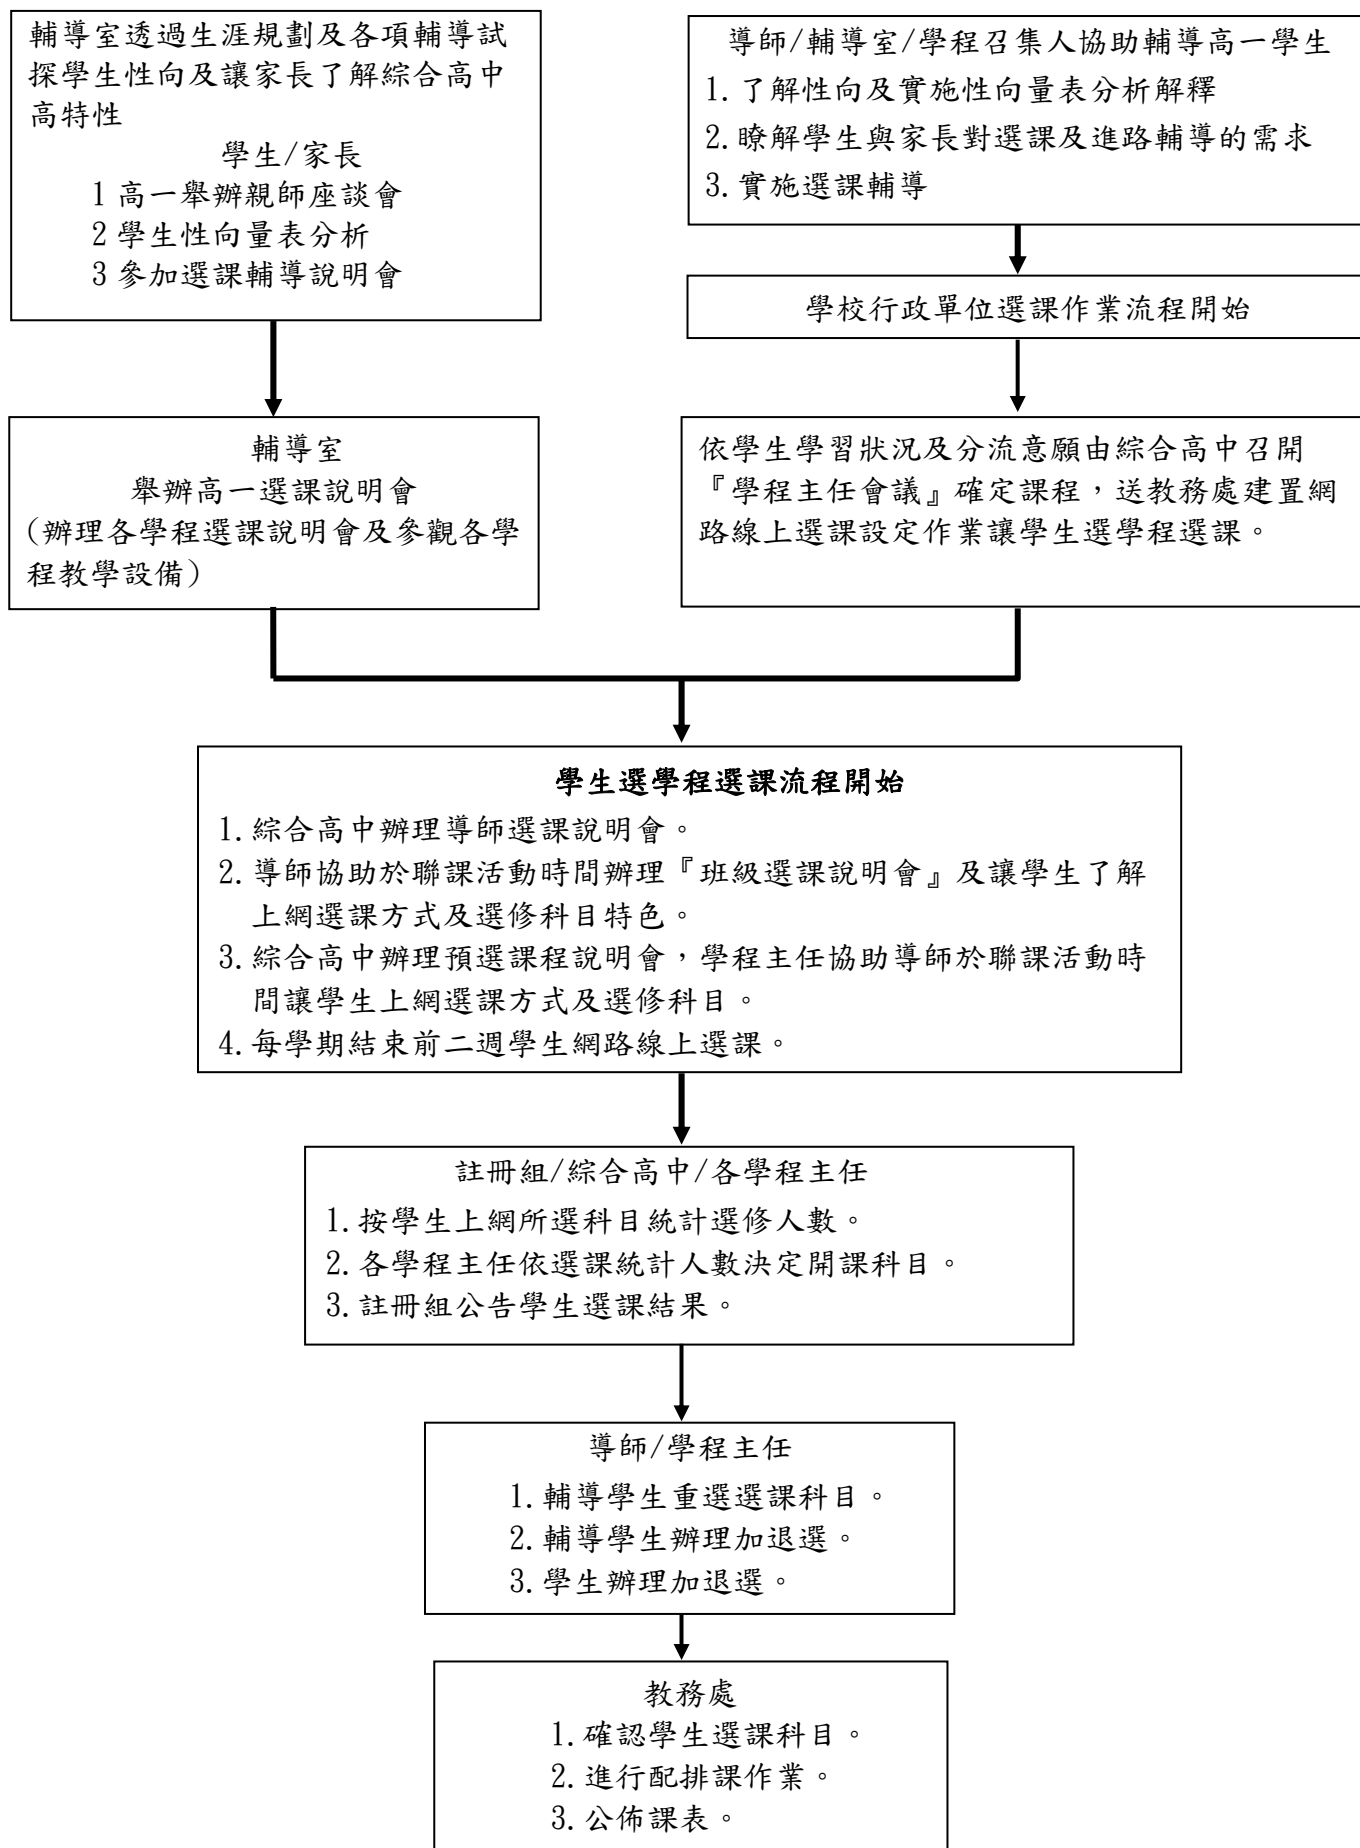 輔導室透過生涯規劃及各項輔導試
探學生性向及讓家長了解綜合高中
高特性
學生/家長
1 高一舉辦親師座談會
2 學生性向量表分析
3 參加選課輔導說明會
導師/輔導室/學程召集人協助輔導高一學生
1.了解性向及實施性向量表分析解釋
2.瞭解學生與家長對選課及進路輔導的需求
3.實施選課輔導
學校行政單位選課作業流程開始
輔導室
舉辦高一選課說明會
(辦理各學程選課說明會及參觀各學
程教學設備)
依學生學習狀況及分流意願由綜合高中召開
『學程主任會議』確定課程，送教務處建置網
路線上選課設定作業讓學生選學程選課。
學生選學程選課流程開始
1.綜合高中辦理導師選課說明會。
2.導師協助於聯課活動時間辦理『班級選課說明會』及讓學生了解
上網選課方式及選修科目特色。
3.綜合高中辦理預選課程說明會，學程主任協助導師於聯課活動時
間讓學生上網選課方式及選修科目。
4.每學期結束前二週學生網路線上選課。
註冊組/綜合高中/各學程主任
1.按學生上網所選科目統計選修人數。
2.各學程主任依選課統計人數決定開課科目。
3.註冊組公告學生選課結果。
導師/學程主任
1.輔導學生重選選課科目。
2.輔導學生辦理加退選。
3.學生辦理加退選。
教務處
1.確認學生選課科目。
2.進行配排課作業。
3.公佈課表。